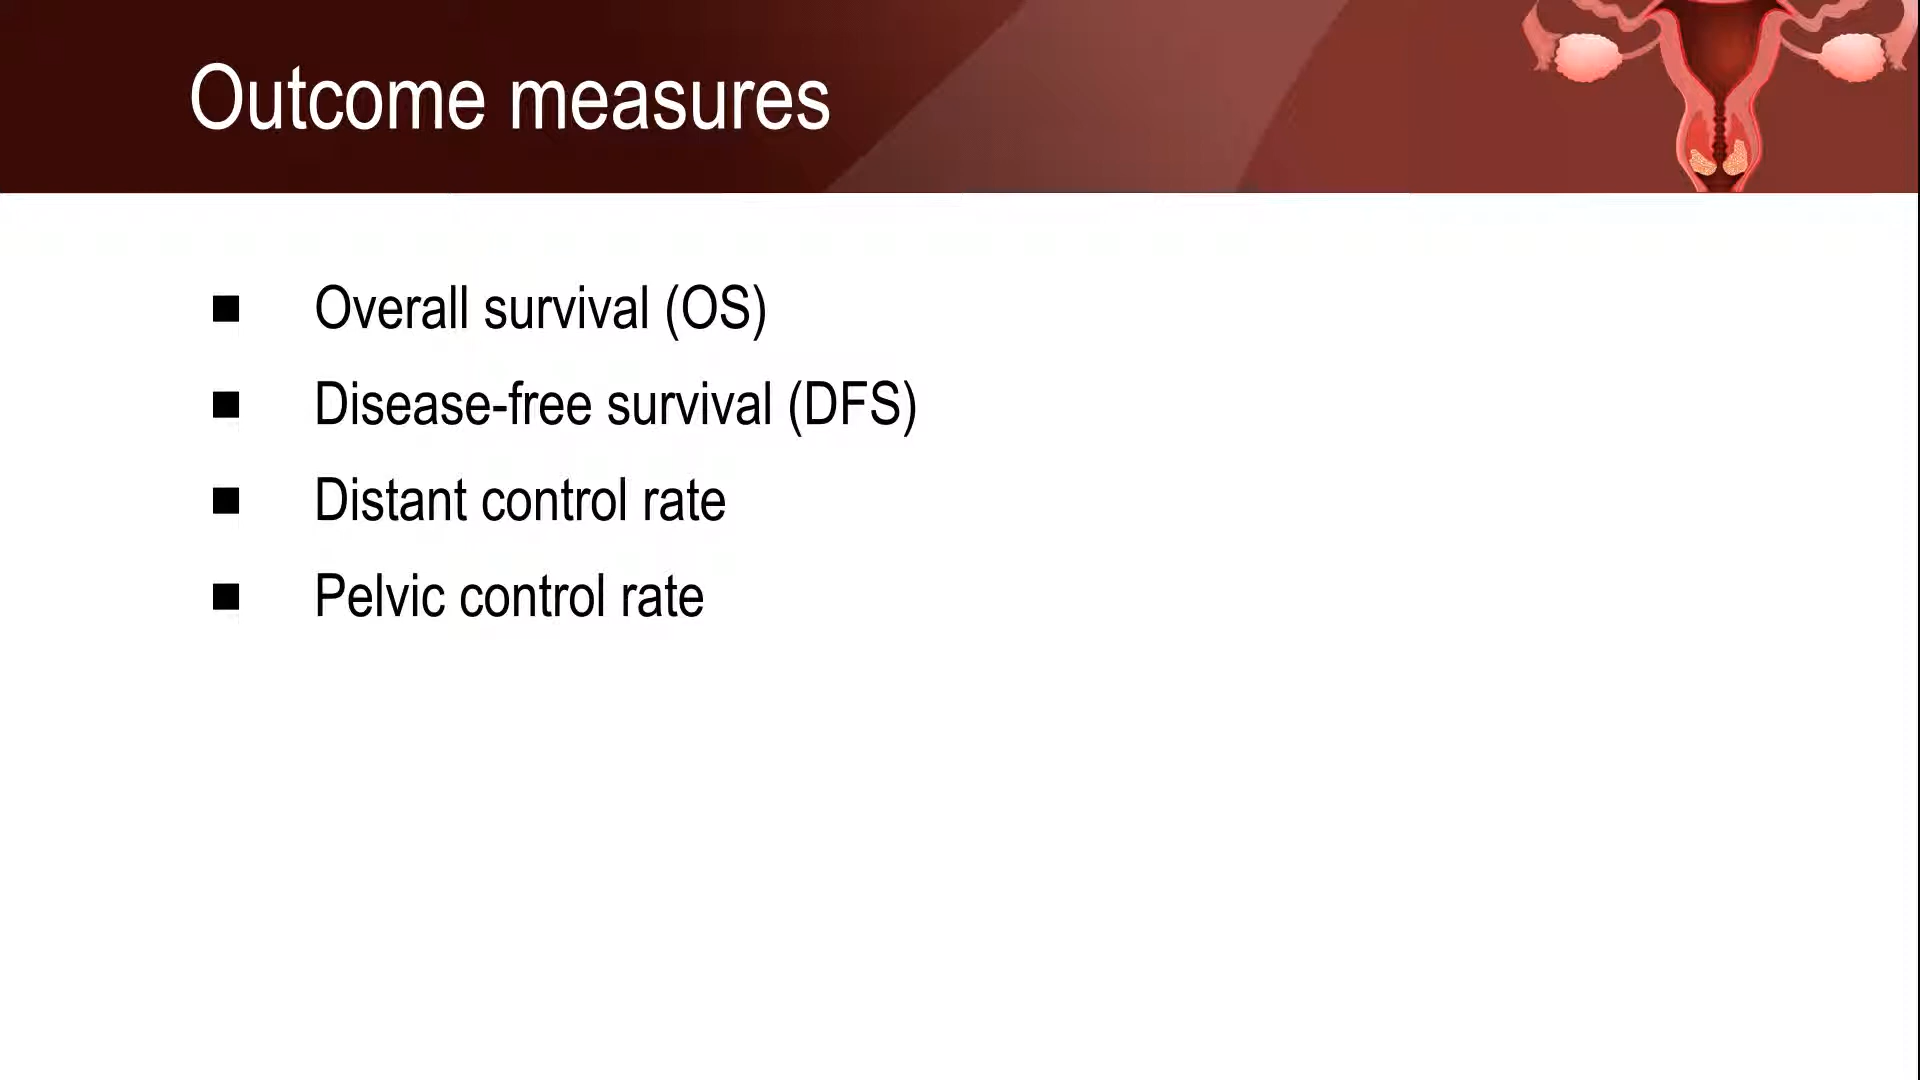 Outcome measures
Overall survival (OS)
Disease-free survival (DFS)
Distant control rate
Pelvic control rate